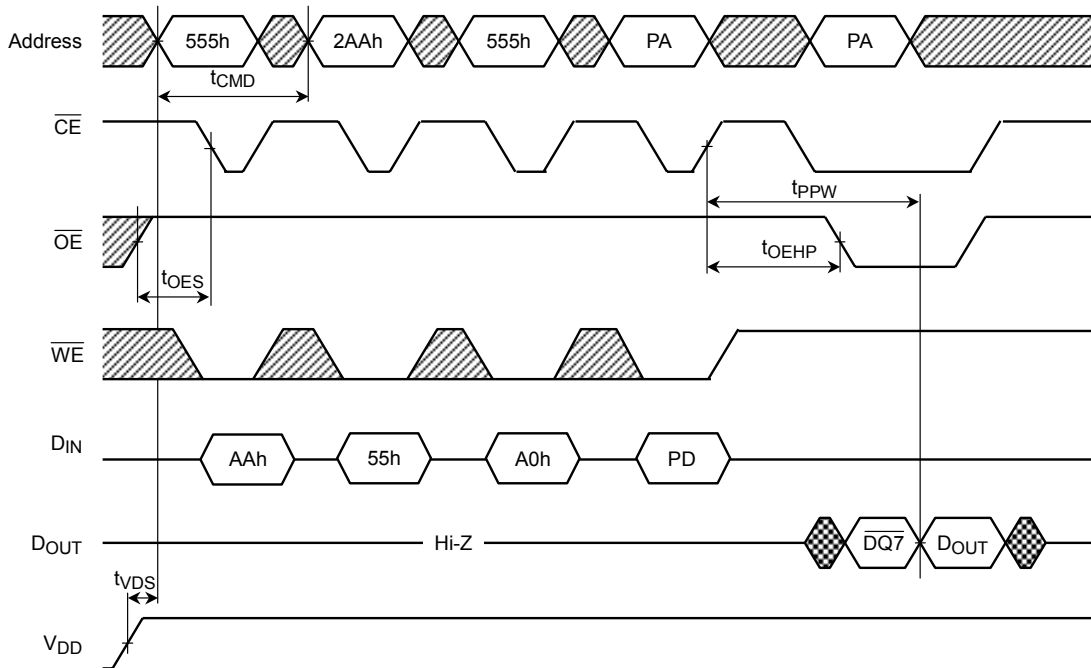 Address 555h 2AAh 555h PA PA
tCMD
CE
tPPW
OE
tOEHP
tOES
WE
DIN AAh 55h A0h PD
DOUT Hi-Z DQ7 DOUT
tVDS
VDD